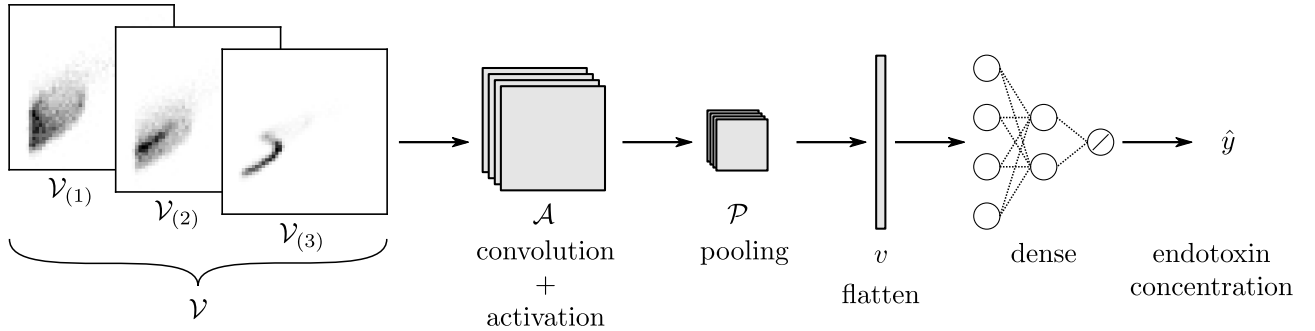 𝒱(1)
𝒱(2)
𝒱(3)
𝒱
𝒜
convolution
+
activation
𝒫
pooling
v
flatten
dense
ŷ
endotoxin
concentration